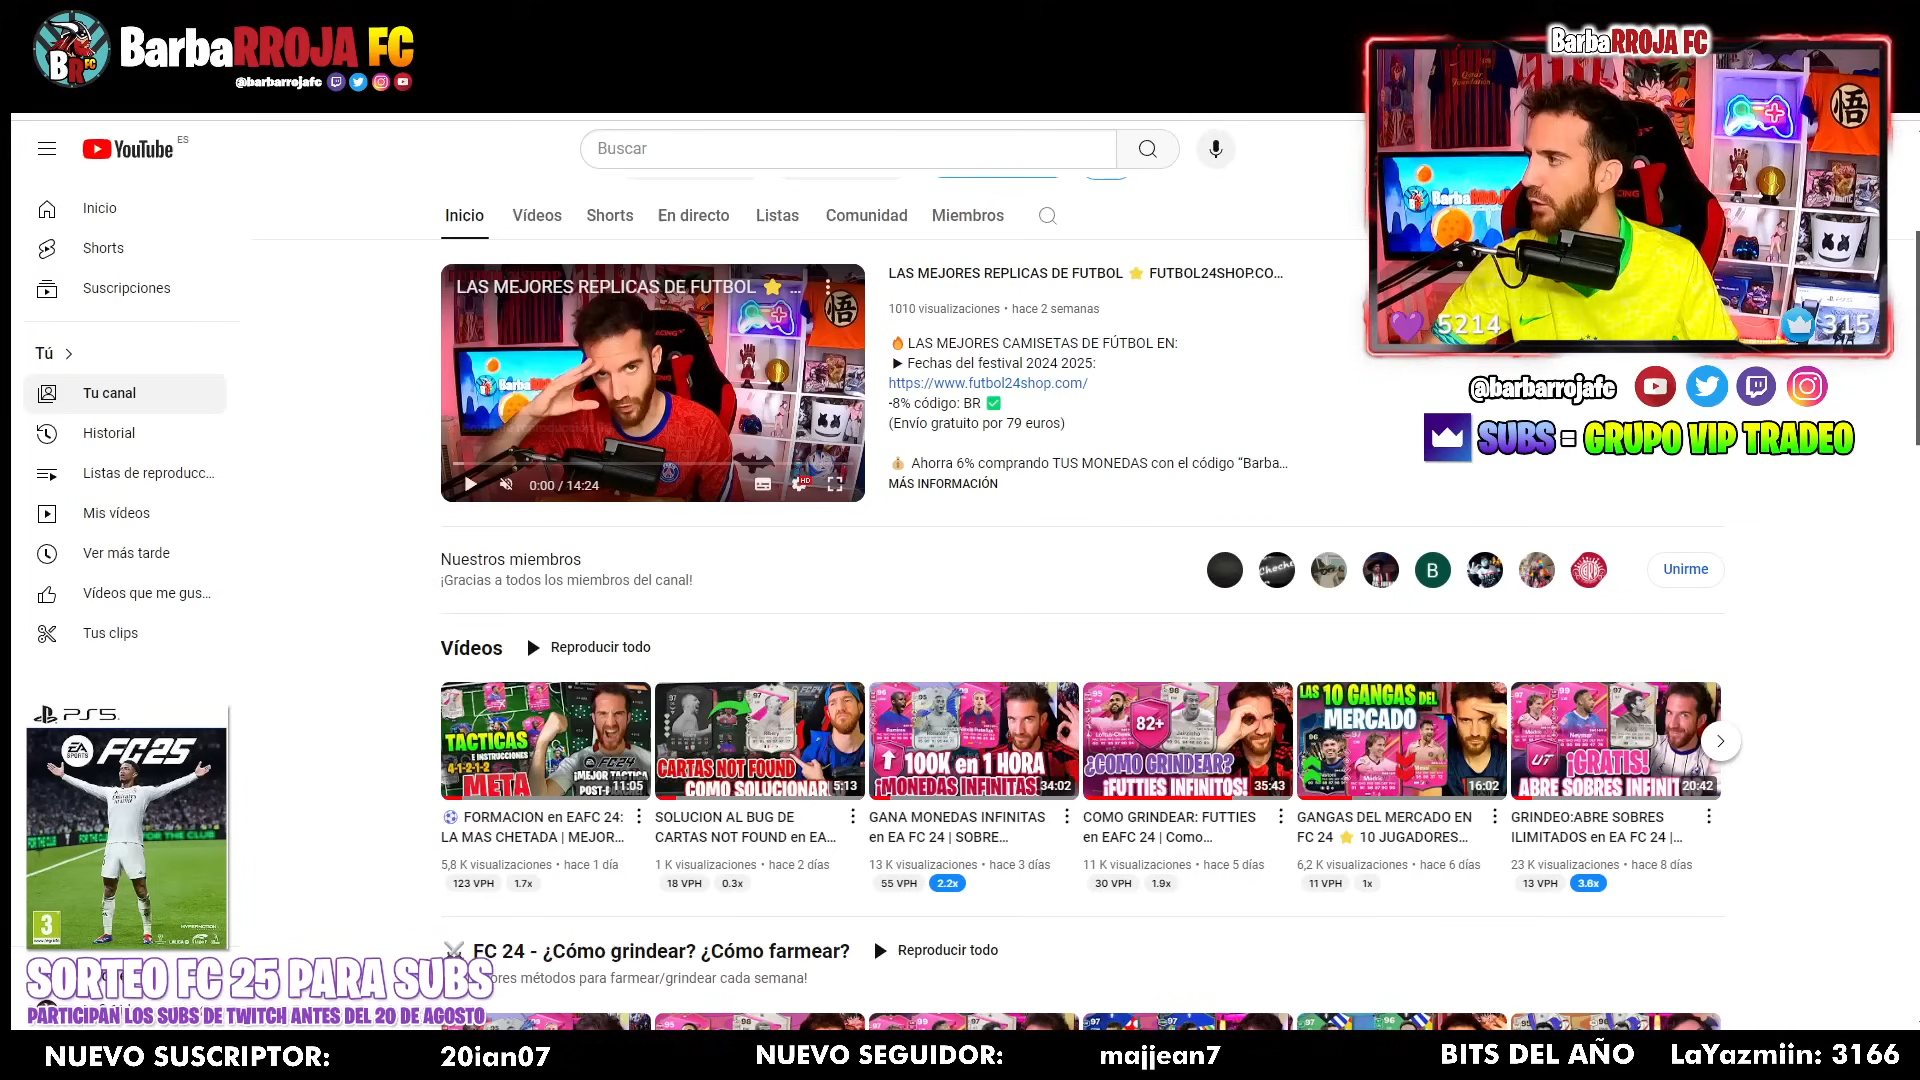 BarbaRROJA FC
@barbarrojafc
BarbaRROJA FC
YouTube ES
Buscar
Inicio
Shorts
Suscripciones
Tú
Tu canal
Historial
Listas de reproducc...
Mis vídeos
Ver más tarde
Vídeos que me gus...
Tus clips
Inicio Vídeos Shorts En directo Listas Comunidad Miembros
LAS MEJORES REPLICAS DE FUTBOL ⭐ ...
0:00 / 14:24
LAS MEJORES REPLICAS DE FUTBOL ⭐ FUTBOL24SHOP.CO...
1010 visualizaciones • hace 2 semanas
🔥 LAS MEJORES CAMISETAS DE FÚTBOL EN:
▶ Fechas del festival 2024 2025:
https://www.futbol24shop.com/
-8% código: BR ✅
(Envío gratuito por 79 euros)
💰 Ahorra 6% comprando TUS MONEDAS con el código “Barba...
MÁS INFORMACIÓN
5214
315
@barbarrojafc
SUBS = GRUPO VIP TRADEO
Nuestros miembros
¡Gracias a todos los miembros del canal!
B
Unirme
Vídeos
Reproducir todo
TACTICAS
E INSTRUCCIONES
4-1-2-1-2
META
FC24
¡MEJOR TACTICA
11:05
⚽ FORMACION en EAFC 24:
LA MAS CHETADA | MEJOR...
5,8 K visualizaciones • hace 1 día
123 VPH 1.7x
CARTAS NOT FOUND
COMO SOLUCIONAR
5:13
SOLUCION AL BUG DE
CARTAS NOT FOUND en EA...
1 K visualizaciones • hace 2 días
18 VPH 0.3x
100K en 1 HORA
¡MONEDAS INFINITAS!
34:02
GANA MONEDAS INFINITAS
en EA FC 24 | SOBRE...
13 K visualizaciones • hace 3 días
55 VPH 2.2x
82+
¿COMO GRINDEAR?
¡FUTTIES INFINITOS!
35:43
COMO GRINDEAR: FUTTIES
en EAFC 24 | Como...
11 K visualizaciones • hace 5 días
30 VPH 1.9x
LAS 10 GANGAS DEL
MERCADO
16:02
GANGAS DEL MERCADO EN
FC 24 ⭐ 10 JUGADORES...
6,2 K visualizaciones • hace 6 días
11 VPH 1x
UT
¡GRATIS!
ABRE SOBRES INFINIT
20:42
GRINDEO:ABRE SOBRES
ILIMITADOS en EA FC 24 |...
23 K visualizaciones • hace 8 días
13 VPH 3.6x
FC 24 - ¿Cómo grindear? ¿Cómo farmear?
Reproducir todo
ores métodos para farmear/grindear cada semana!
PS5
EA SPORTS FC25
3
SORTEO FC 25 PARA SUBS
PARTICIPAN LOS SUBS DE TWITCH ANTES DEL 20 DE AGOSTO
NUEVO SUSCRIPTOR: 20ian07 NUEVO SEGUIDOR: majjean7 BITS DEL AÑO LaYazmiin: 3166